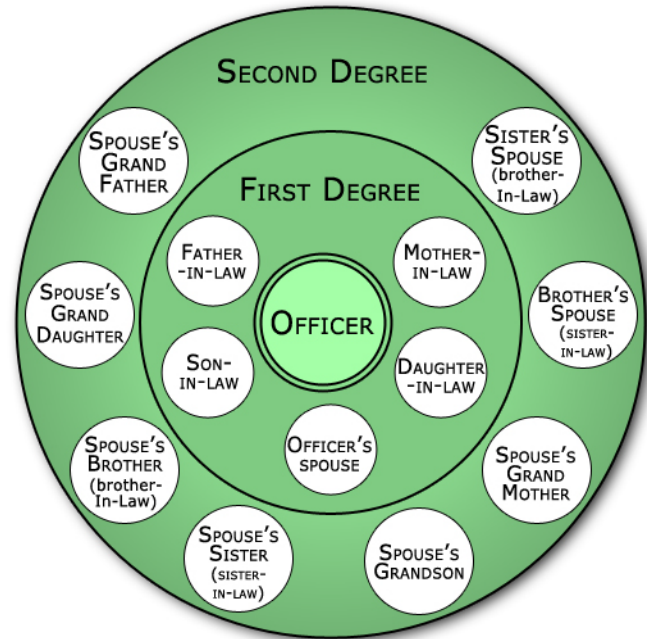 SECOND DEGREE
SPOUSE'S
GRAND
FATHER
SISTER'S
SPOUSE
(brother-
In-Law)
FIRST DEGREE
FATHER
-IN-LAW
MOTHER-
IN-LAW
OFFICER
SPOUSE'S
GRAND
DAUGHTER
BROTHER'S
SPOUSE
(SISTER-
IN-LAW)
SON-
IN-LAW
DAUGHTER
-IN-LAW
OFFICER'S
SPOUSE
SPOUSE'S
BROTHER
(brother-
In-Law)
SPOUSE'S
GRAND
MOTHER
SPOUSE'S
SISTER
(SISTER-
IN-LAW)
SPOUSE'S
GRANDSON